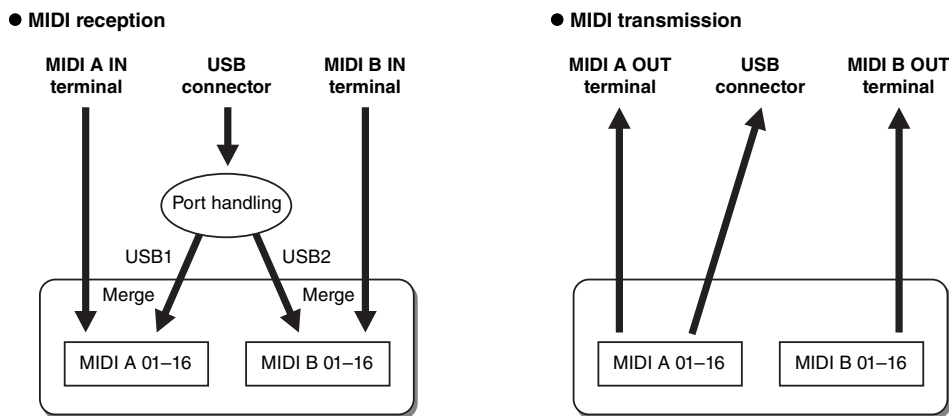 ● MIDI reception
MIDI A IN
terminal
USB
connector
MIDI B IN
terminal
Port handling
USB1
USB2
Merge
Merge
MIDI A 01–16
MIDI B 01–16
● MIDI transmission
MIDI A OUT
terminal
USB
connector
MIDI B OUT
terminal
MIDI A 01–16
MIDI B 01–16